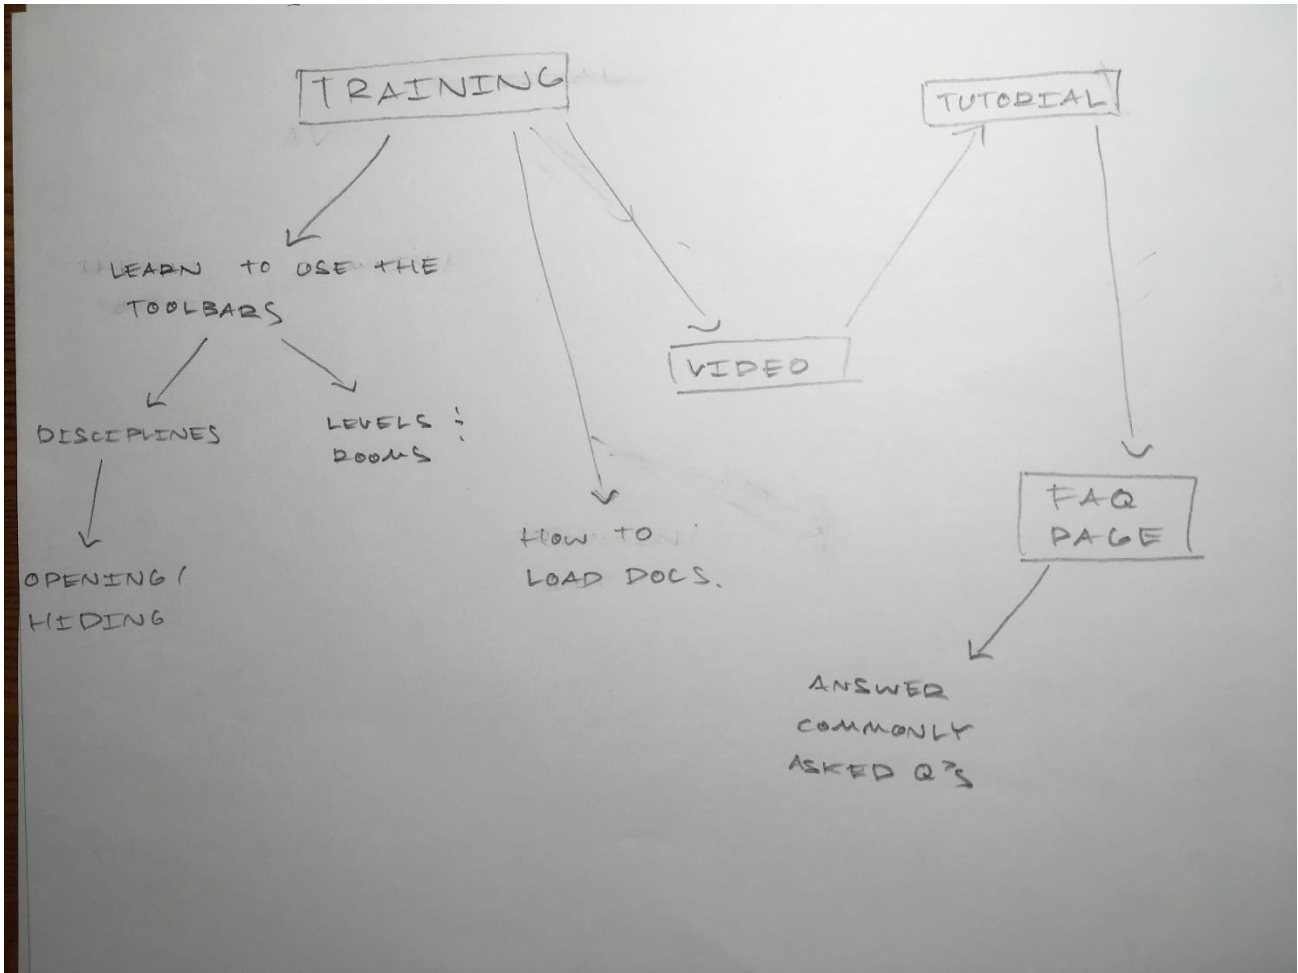 TRAINING
TUTORIAL
LEARN TO USE THE
TOOLBARS
VIDEO
DISCIPLINES
LEVELS &
ROOMS
FAQ
PAGE
HOW TO
LOAD DOCS.
OPENING/
HIDING
ANSWER
COMMONLY
ASKED Q'S